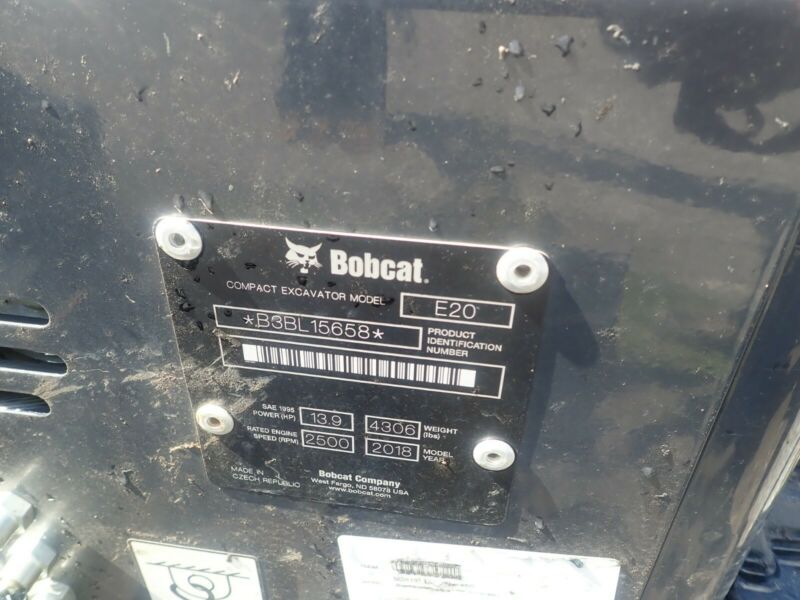 Bobcat.
COMPACT EXCAVATOR MODEL E20
*B3BL15658*
PRODUCT
IDENTIFICATION
NUMBER
SAE 1995
POWER (HP) 13.9 4306 WEIGHT
(lbs)
RATED ENGINE
SPEED (RPM) 2500 2018 MODEL
YEAR
MADE IN
CZECH REPUBLIC
Bobcat Company
West Fargo, ND 58078 USA
www.bobcat.com